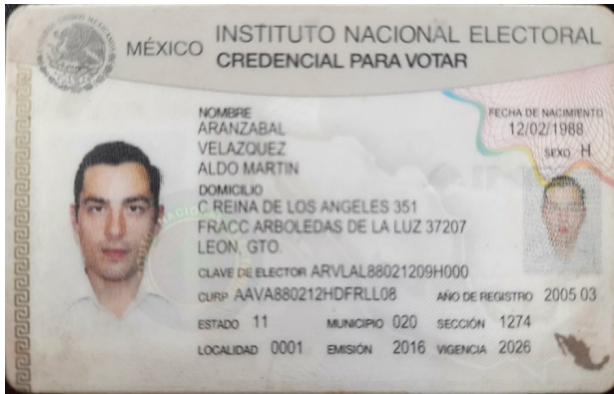 MÉXICO INSTITUTO NACIONAL ELECTORAL
CREDENCIAL PARA VOTAR
NOMBRE
ARANZABAL
VELAZQUEZ
ALDO MARTIN
FECHA DE NACIMIENTO
12/02/1988
SEXO H
DOMICILIO
C REINA DE LOS ANGELES 351
FRACC ARBOLEDAS DE LA LUZ 37207
LEON, GTO.
CLAVE DE ELECTOR ARVLAL88021209H000
CURP AAVA880212HDFRLL08 AÑO DE REGISTRO 2005 03
ESTADO 11 MUNICIPIO 020 SECCIÓN 1274
LOCALIDAD 0001 EMISIÓN 2016 VIGENCIA 2026